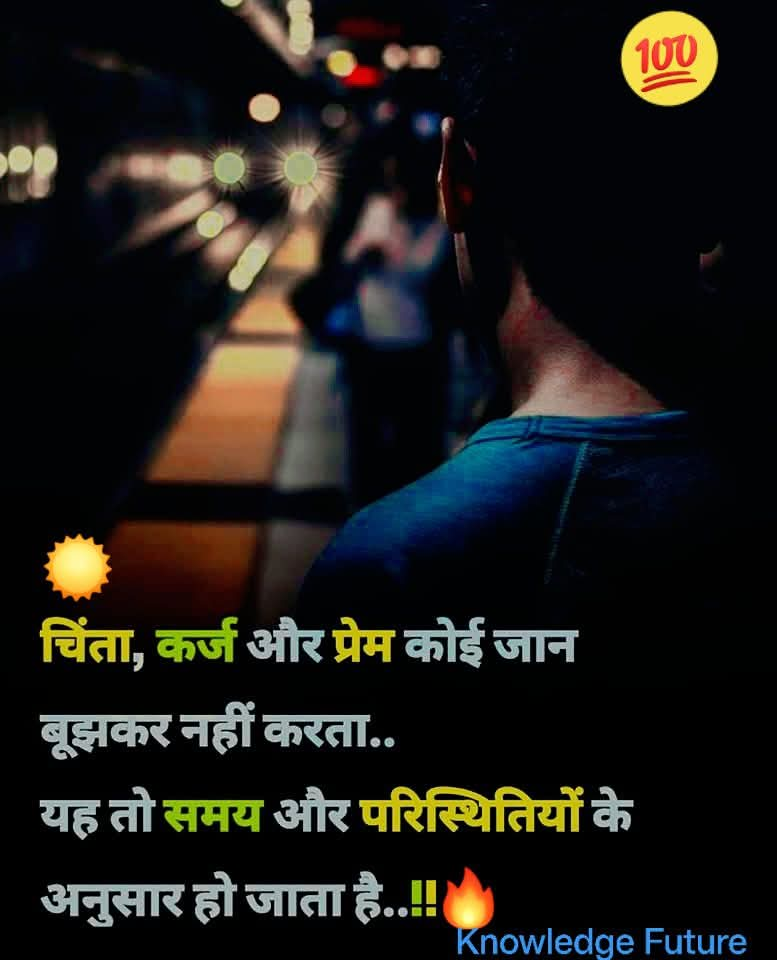 100
चिंता, कर्ज और प्रेम कोई जान
बूझकर नहीं करता..
यह तो समय और परिस्थितियों के
अनुसार हो जाता है..!!
Knowledge Future